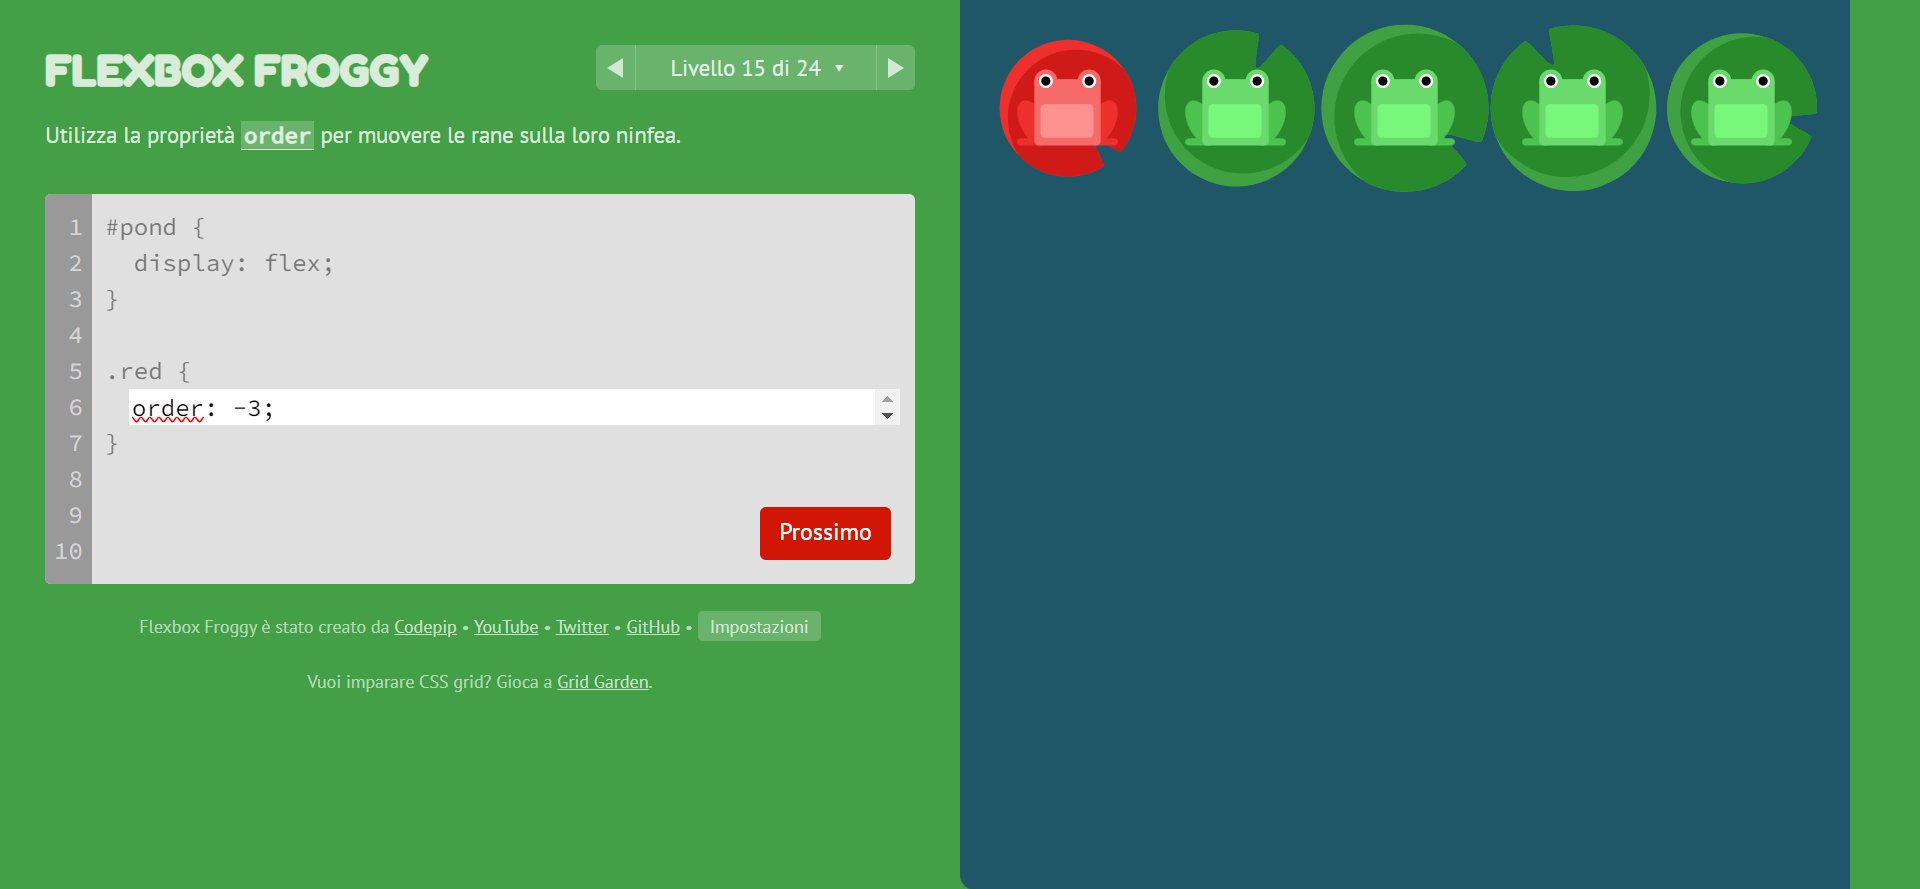 FLEXBOX FROGGY
Livello 15 di 24
Utilizza la proprietà order per muovere le rane sulla loro ninfea.
1 #pond {
2 display: flex;
3 }
4
5 .red {
6 order: -3;
7 }
8
9
10
Prossimo
Flexbox Froggy è stato creato da Codepip • YouTube • Twitter • GitHub • Impostazioni
Vuoi imparare CSS grid? Gioca a Grid Garden.